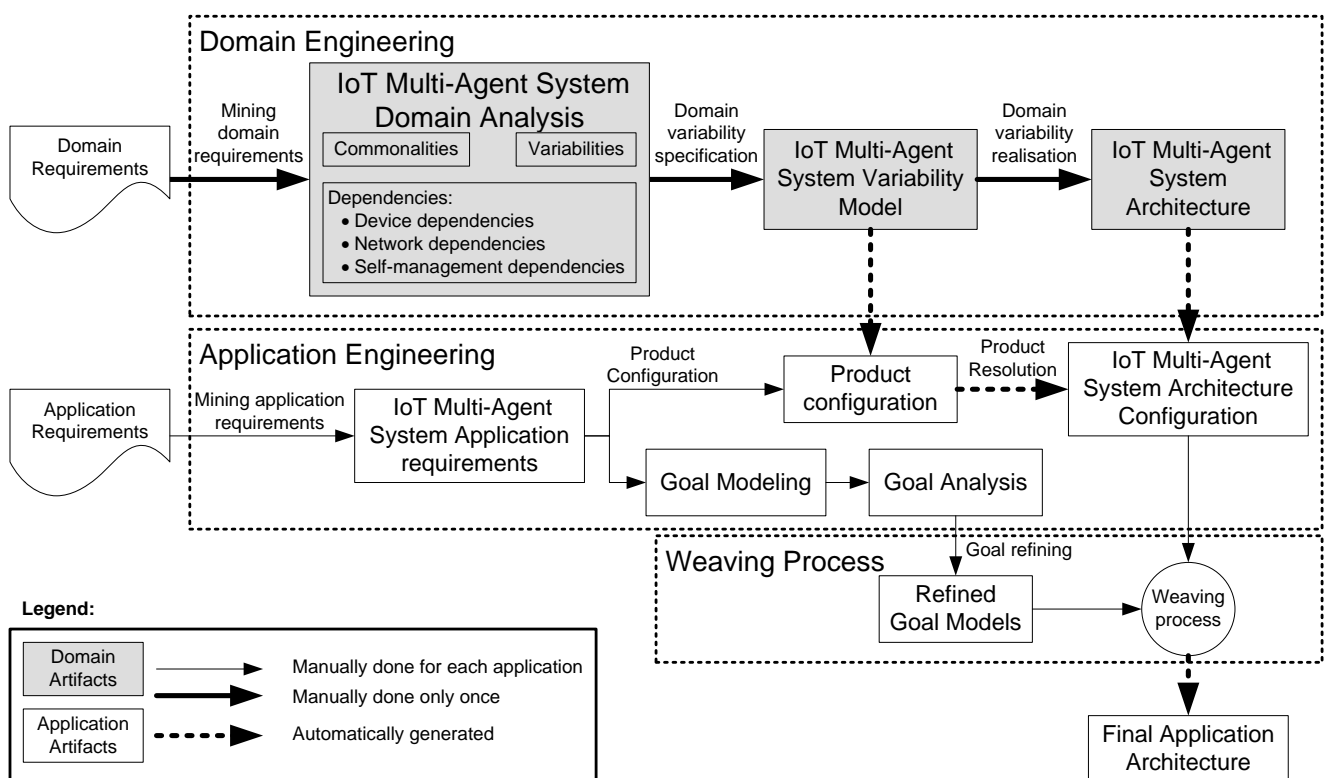 Domain Engineering
IoT Multi-Agent System
Domain Analysis
Commonalities
Variabilities
Dependencies:
• Device dependencies
• Network dependencies
• Self-management dependencies
Domain
Requirements
Mining
domain
requirements
Domain
variability
specification
IoT Multi-Agent
System Variability
Model
Domain
variability
realisation
IoT Multi-Agent
System
Architecture
Application Engineering
Application
Requirements
Mining application
requirements
IoT Multi-Agent
System Application
requirements
Product
Configuration
Product
configuration
Product
Resolution
IoT Multi-Agent
System Architecture
Configuration
Goal Modeling
Goal Analysis
Goal refining
Weaving Process
Refined
Goal Models
Weaving
process
Final Application
Architecture
Legend:
Domain
Artifacts
Application
Artifacts
Manually done for each application
Manually done only once
Automatically generated